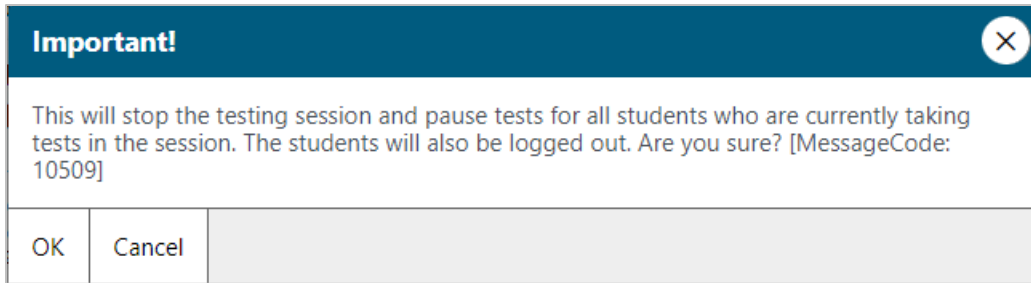 Important!
This will stop the testing session and pause tests for all students who are currently taking
tests in the session. The students will also be logged out. Are you sure? [MessageCode:
10509]
OK
Cancel